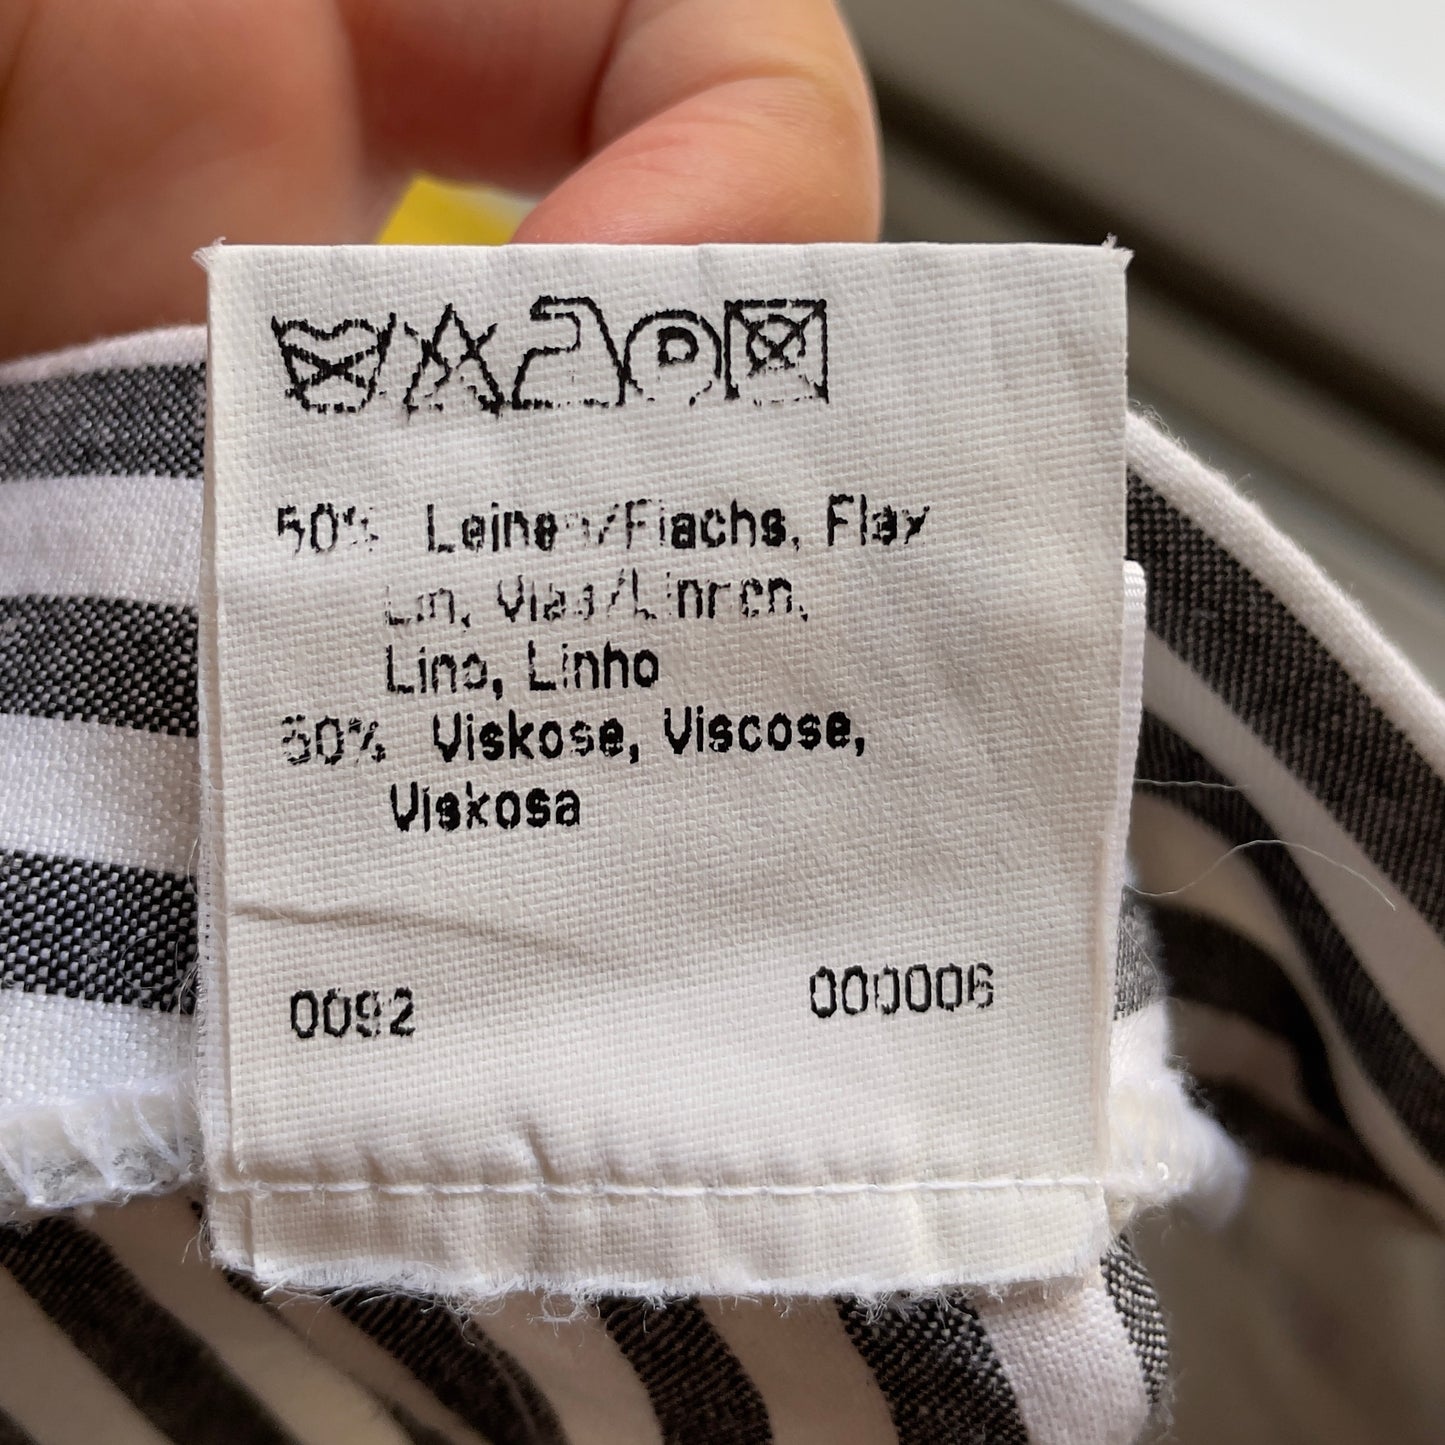 P
50% Leinen/Flachs, Flax
Lin, Vlas/Linnen,
Lino, Linho
50% Viskose, Viscose,
Viskosa
0092 000006